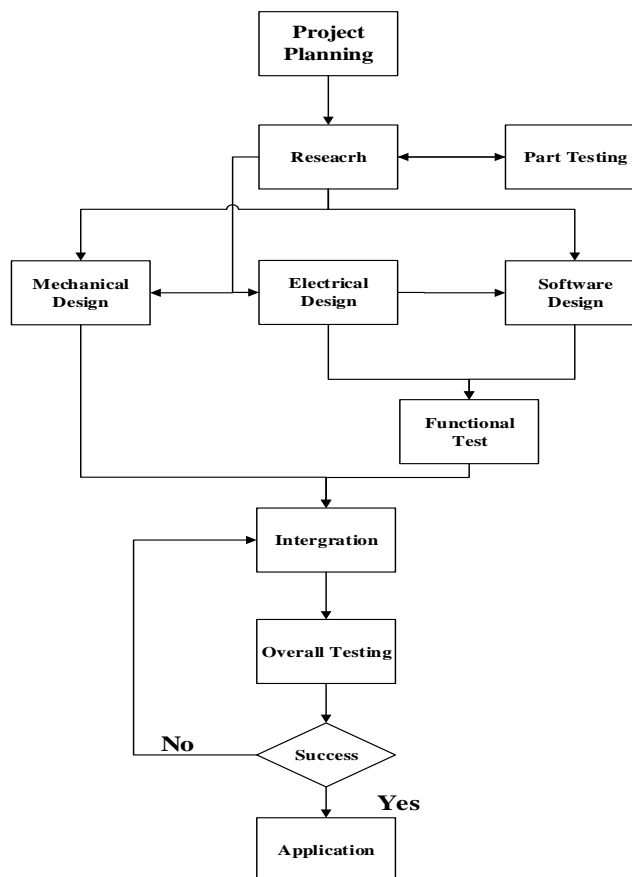 Project
Planning
Reseacrh
Part Testing
Mechanical
Design
Electrical
Design
Software
Design
Functional
Test
Intergration
Overall Testing
No
Success
Yes
Application